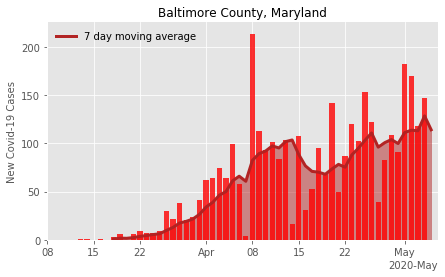 Baltimore County, Maryland
7 day moving average
New Covid-19 Cases
200
150
100
50
0
08 15 22 Apr 08 15 22 May
2020-May